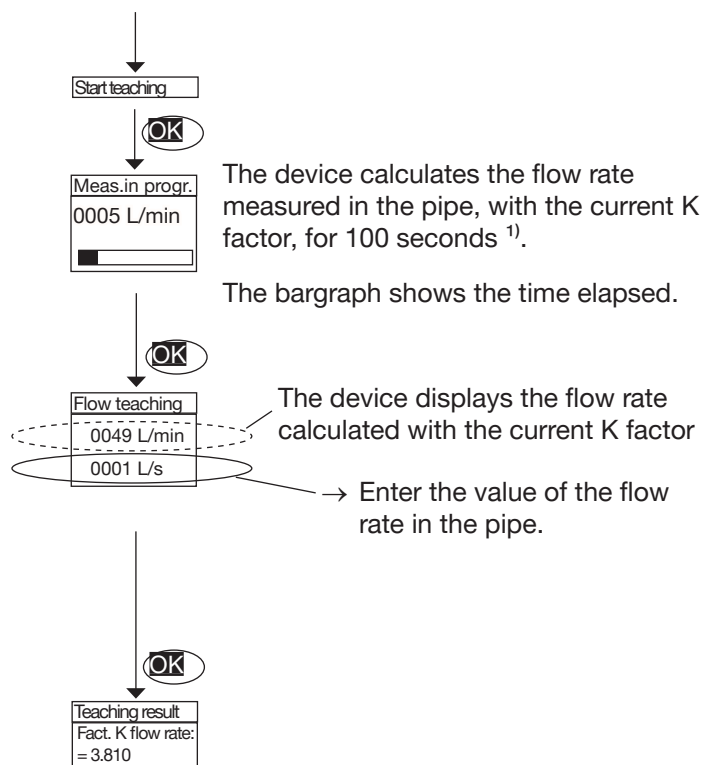 Start teaching
OK
Meas.in progr.
0005 L/min
The device calculates the flow rate
measured in the pipe, with the current K
factor, for 100 seconds ¹⁾.
The bargraph shows the time elapsed.
OK
Flow teaching
0049 L/min
0001 L/s
The device displays the flow rate
calculated with the current K factor
→ Enter the value of the flow
rate in the pipe.
OK
Teaching result
Fact. K flow rate:
= 3.810